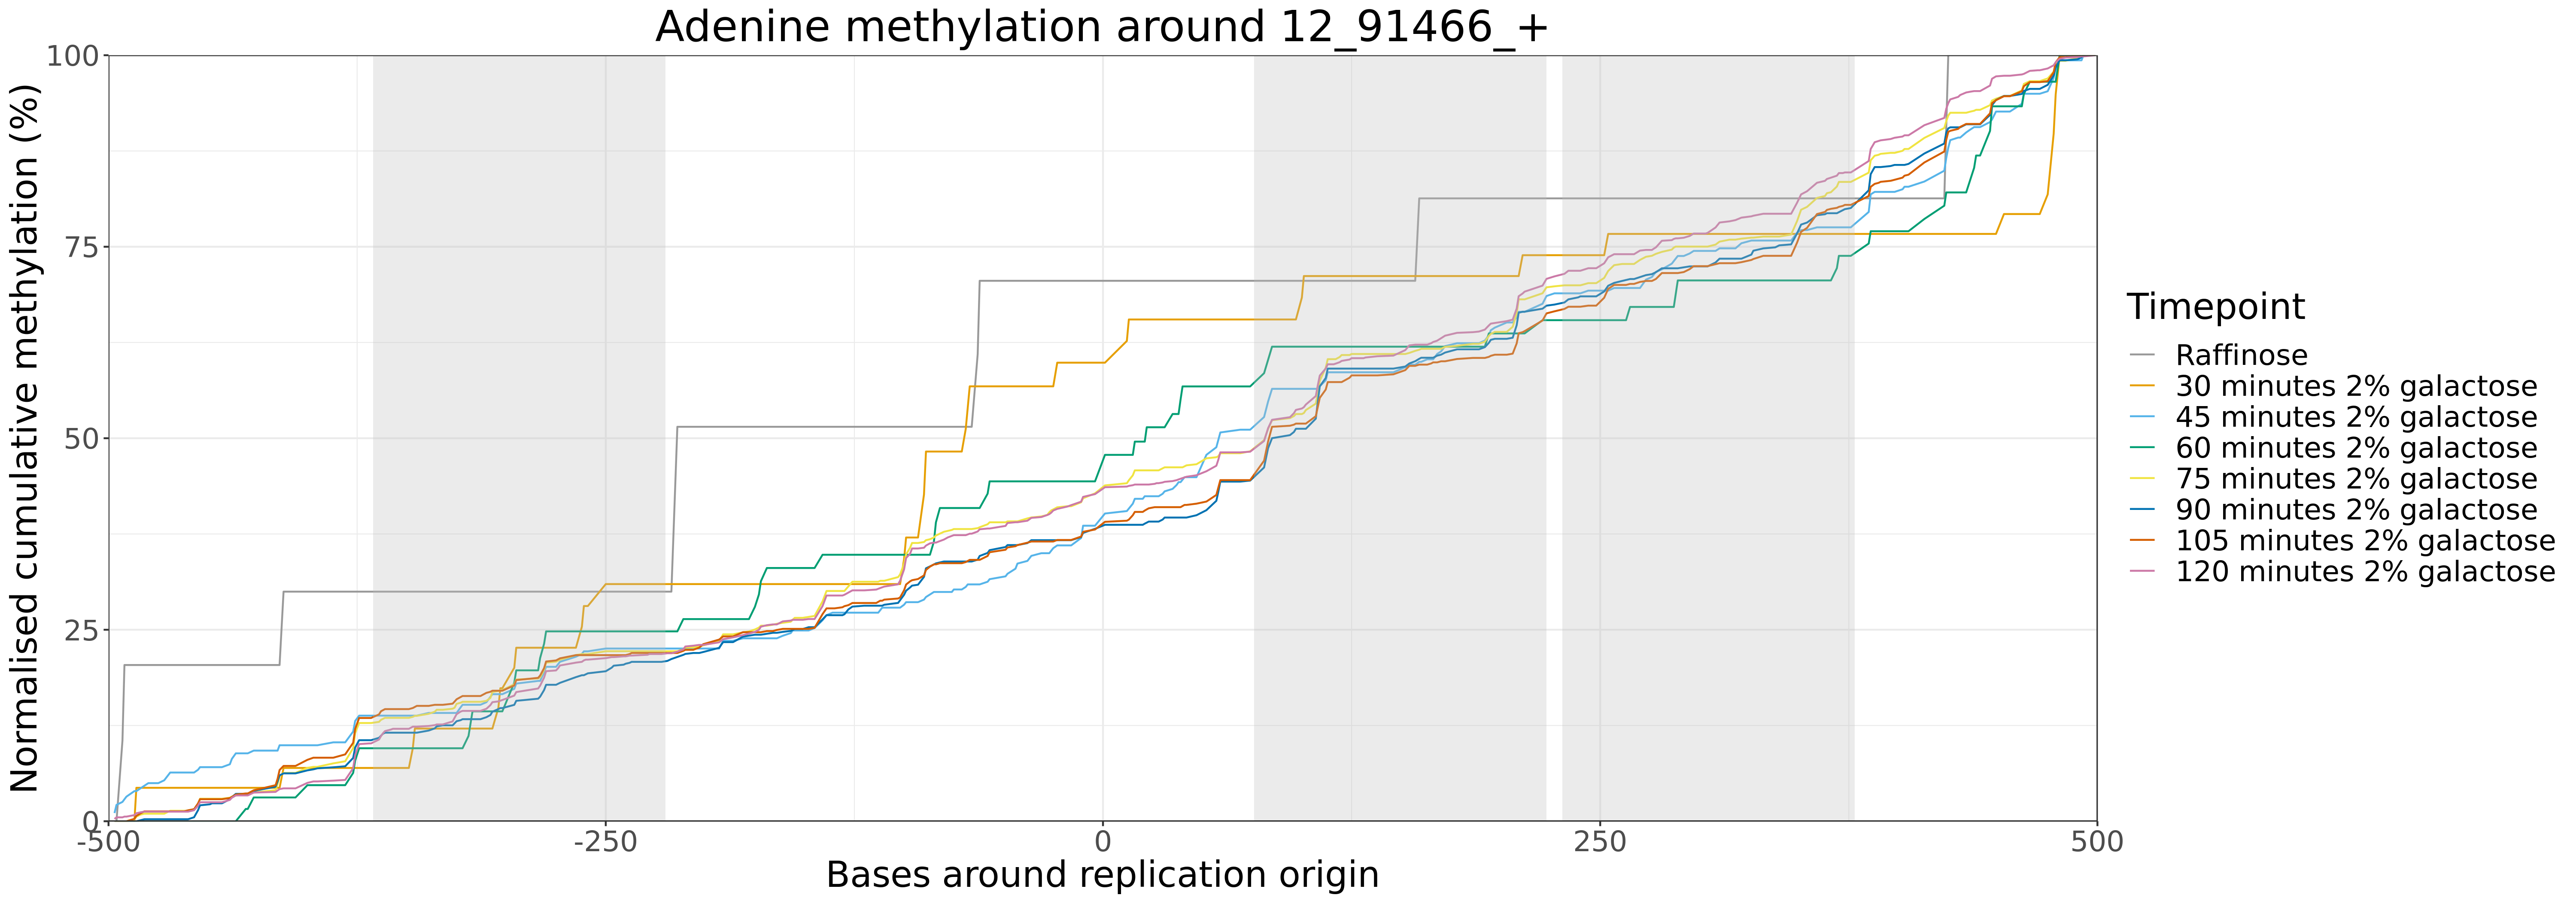 Adenine methylation around 12_91466_+
Normalised cumulative methylation (%)
100
75
50
25
0
-500
-250
0
250
500
Bases around replication origin
Timepoint
Raffinose
30 minutes 2% galactose
45 minutes 2% galactose
60 minutes 2% galactose
75 minutes 2% galactose
90 minutes 2% galactose
105 minutes 2% galactose
120 minutes 2% galactose